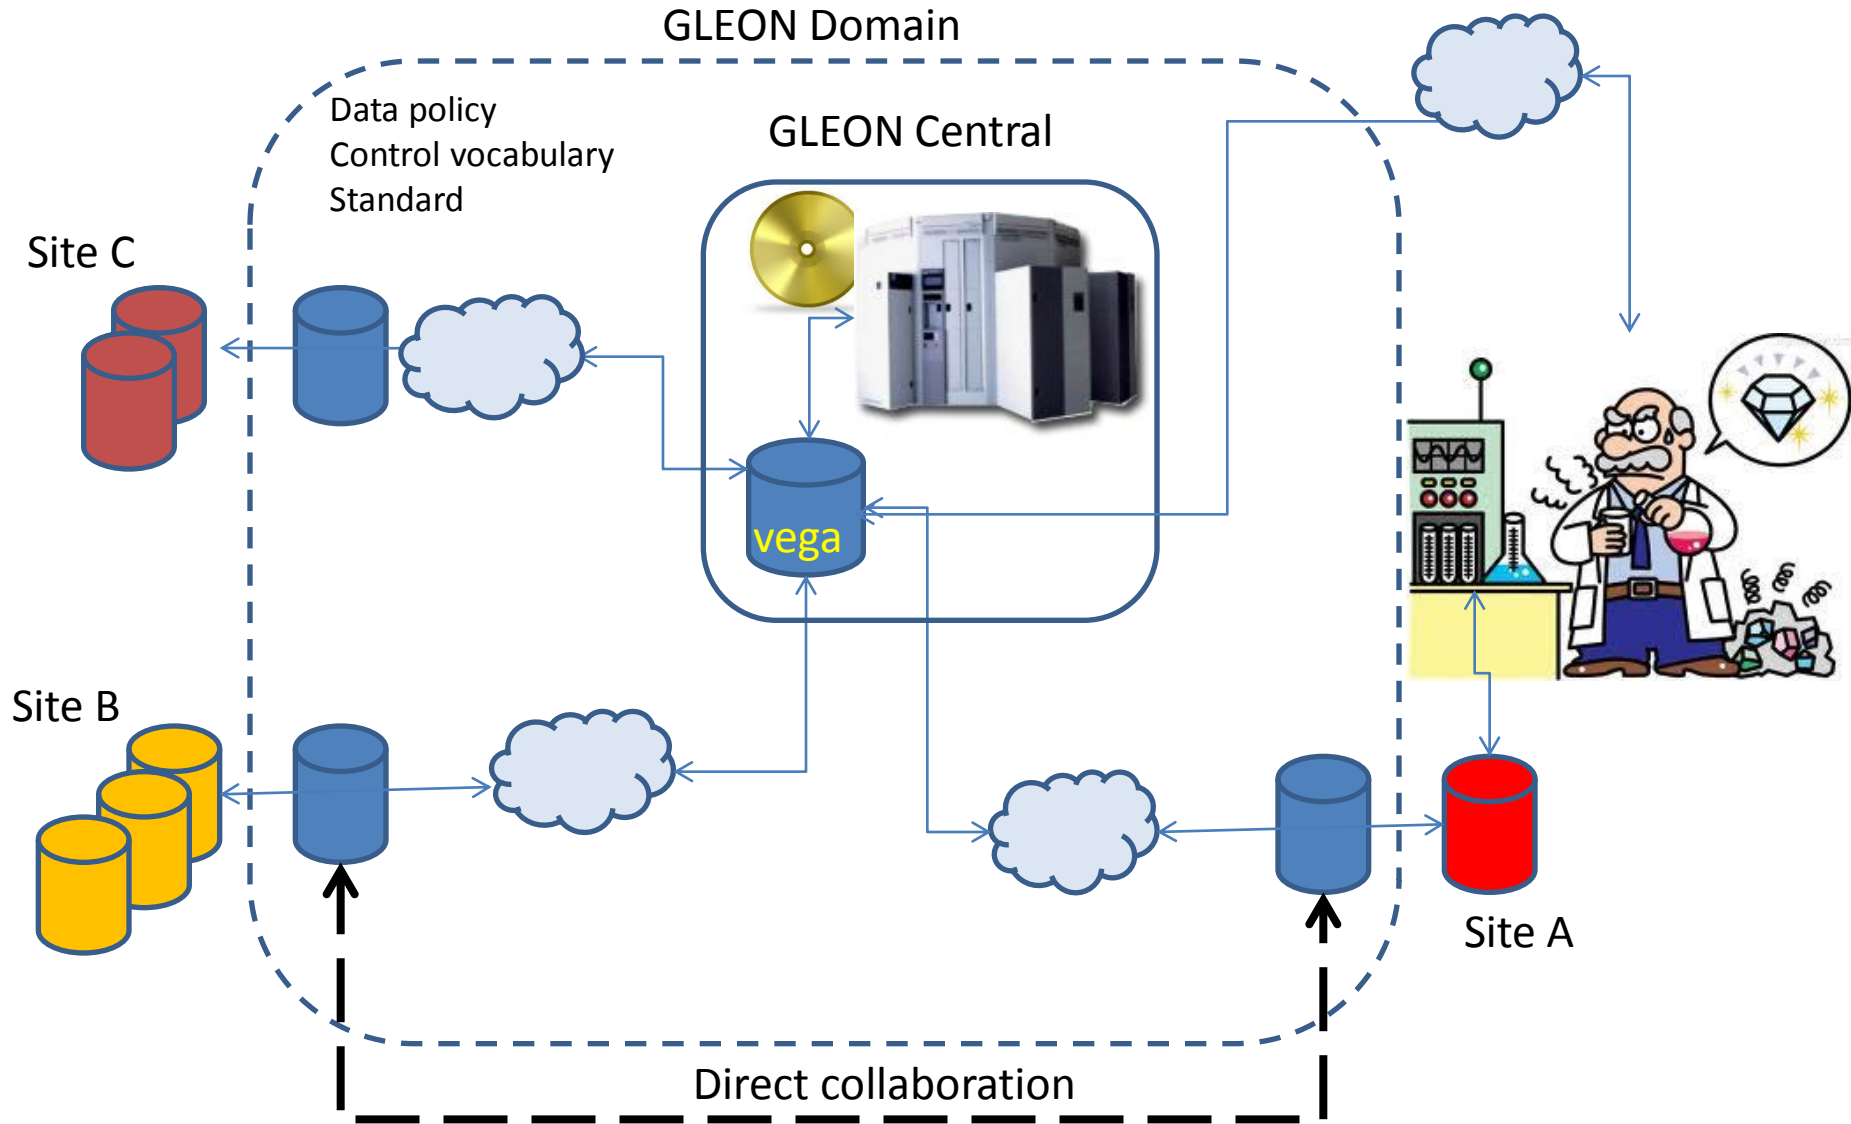 GLEON Domain
Data policy
Control vocabulary
Standard
GLEON Central
Site C
vega
Site B
Site A
Direct collaboration